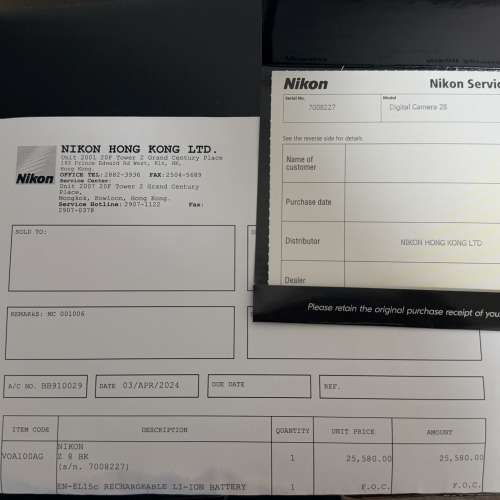 NIKON HONG KONG LTD.
Unit 2001 20F Tower 2 Grand Century Place
193 Prince Edward Rd West, Kln, HK,
Hong Kong.
OFFICE TEL:2882-3936 FAX:2504-5689
Service Center:
Unit 2007 20F Tower 2 Grand Century
Place,
Mongkok, Kowloon, Hong Kong.
Service Hotline: 2907-1122 Fax:
2907-0378
Nikon
SOLD TO:
REMARKS: MC 001006
A/C NO. BB910029
DATE 03/APR/2024
DUE DATE
REF.
ITEM CODE DESCRIPTION QUANTITY UNIT PRICE AMOUNT
NIKON
VOA100AG Z 8 BK 1 25,580.00 25,580.00
(s/n. 7008227)
EN-EL15c RECHARGEABLE LI-ION BATTERY 1 F.O.C. F.O.C.
Nikon Nikon Servic
Serial No. Model
7008227 Digital Camera Z8
See the reverse side for details.
Name of
customer
Purchase date
Distributor NIKON HONG KONG LTD
Dealer
Please retain the original purchase receipt of you